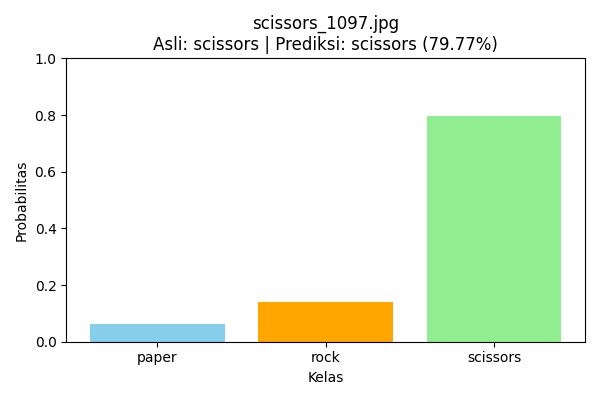 scissors_1097.jpg
Asli: scissors | Prediksi: scissors (79.77%)
1.0
0.8
0.6
0.4
0.2
0.0
Probabilitas
paper rock scissors
Kelas